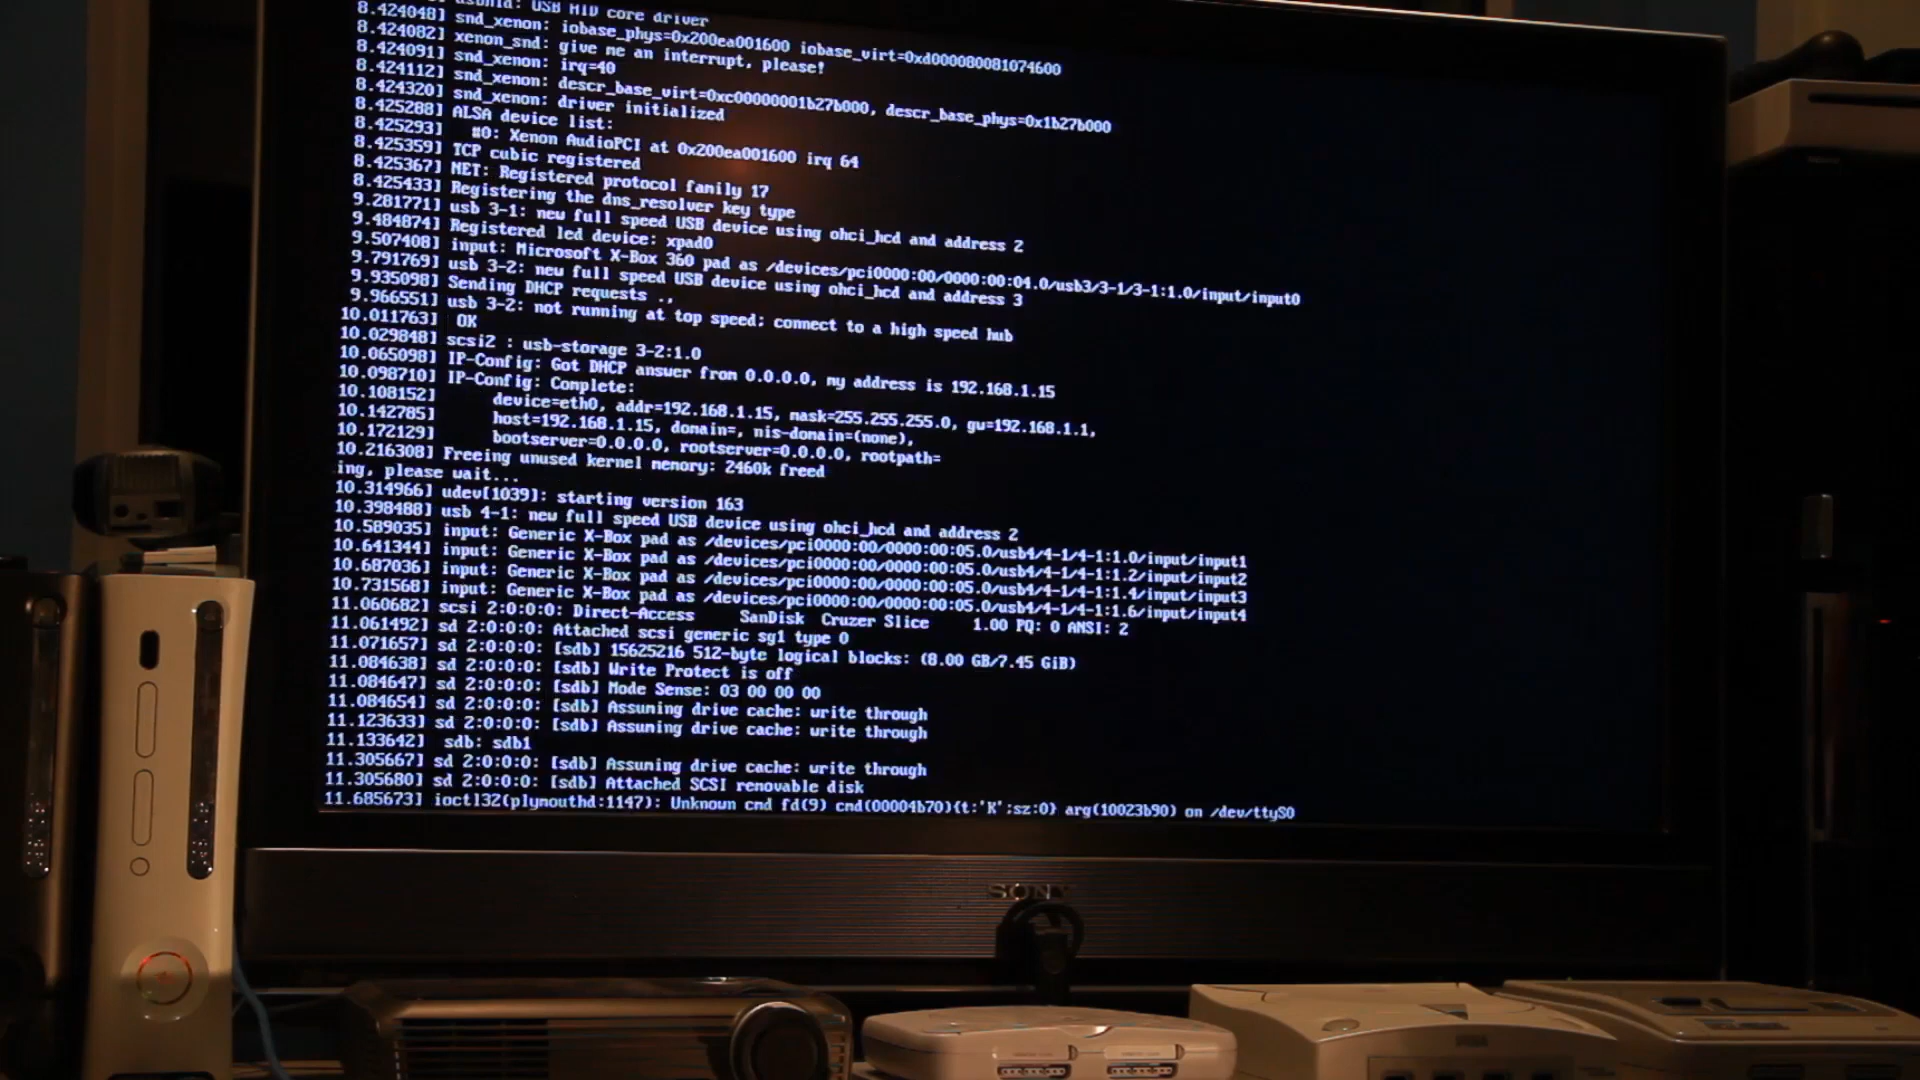 usbhid: USB HID core driver
8.424048] snd_xenon: iobase_phys=0x200ea001600 iobase_virt=0xd000080081074600
8.424082] xenon_snd: give me an interrupt, please!
8.424091] snd_xenon: irq=40
8.424112] snd_xenon: descr_base_virt=0xc00000001b27b000, descr_base_phys=0x1b27b000
8.424320] snd_xenon: driver initialized
8.425288] ALSA device list:
8.425293]   #0: Xenon AudioPCI at 0x200ea001600 irq 64
8.425359] TCP cubic registered
8.425367] NET: Registered protocol family 17
8.425433] Registering the dns_resolver key type
9.281771] usb 3-1: new full speed USB device using ohci_hcd and address 2
9.484874] Registered led device: xpad0
9.507408] input: Microsoft X-Box 360 pad as /devices/pci0000:00/0000:00:04.0/usb3/3-1/3-1:1.0/input/input0
9.791769] usb 3-2: new full speed USB device using ohci_hcd and address 3
9.935098] Sending DHCP requests .,
9.966551] usb 3-2: not running at top speed; connect to a high speed hub
10.011763]  OK
10.029848] scsi2 : usb-storage 3-2:1.0
10.065098] IP-Config: Got DHCP answer from 0.0.0.0, my address is 192.168.1.15
10.098710] IP-Config: Complete:
10.108152]      device=eth0, addr=192.168.1.15, mask=255.255.255.0, gw=192.168.1.1,
10.142785]      host=192.168.1.15, domain=, nis-domain=(none),
10.172129]      bootserver=0.0.0.0, rootserver=0.0.0.0, rootpath=
10.216308] Freeing unused kernel memory: 2460k freed
ing, please wait...
10.314966] udev[1039]: starting version 163
10.398488] usb 4-1: new full speed USB device using ohci_hcd and address 2
10.589035] input: Generic X-Box pad as /devices/pci0000:00/0000:00:05.0/usb4/4-1/4-1:1.0/input/input1
10.641344] input: Generic X-Box pad as /devices/pci0000:00/0000:00:05.0/usb4/4-1/4-1:1.2/input/input2
10.687036] input: Generic X-Box pad as /devices/pci0000:00/0000:00:05.0/usb4/4-1/4-1:1.4/input/input3
10.731568] input: Generic X-Box pad as /devices/pci0000:00/0000:00:05.0/usb4/4-1/4-1:1.6/input/input4
11.060682] scsi 2:0:0:0: Direct-Access     SanDisk  Cruzer Slice     1.00 PQ: 0 ANSI: 2
11.061492] sd 2:0:0:0: Attached scsi generic sg1 type 0
11.071657] sd 2:0:0:0: [sdb] 15625216 512-byte logical blocks: (8.00 GB/7.45 GiB)
11.084638] sd 2:0:0:0: [sdb] Write Protect is off
11.084647] sd 2:0:0:0: [sdb] Mode Sense: 03 00 00 00
11.084654] sd 2:0:0:0: [sdb] Assuming drive cache: write through
11.123633] sd 2:0:0:0: [sdb] Assuming drive cache: write through
11.133642]  sdb: sdb1
11.305667] sd 2:0:0:0: [sdb] Assuming drive cache: write through
11.305680] sd 2:0:0:0: [sdb] Attached SCSI removable disk
11.685673] ioctl32(plymouthd:1147): Unknown cmd fd(9) cmd(00004b70){t:'K';sz:0} arg(10023b90) on /dev/ttyS0
SONY